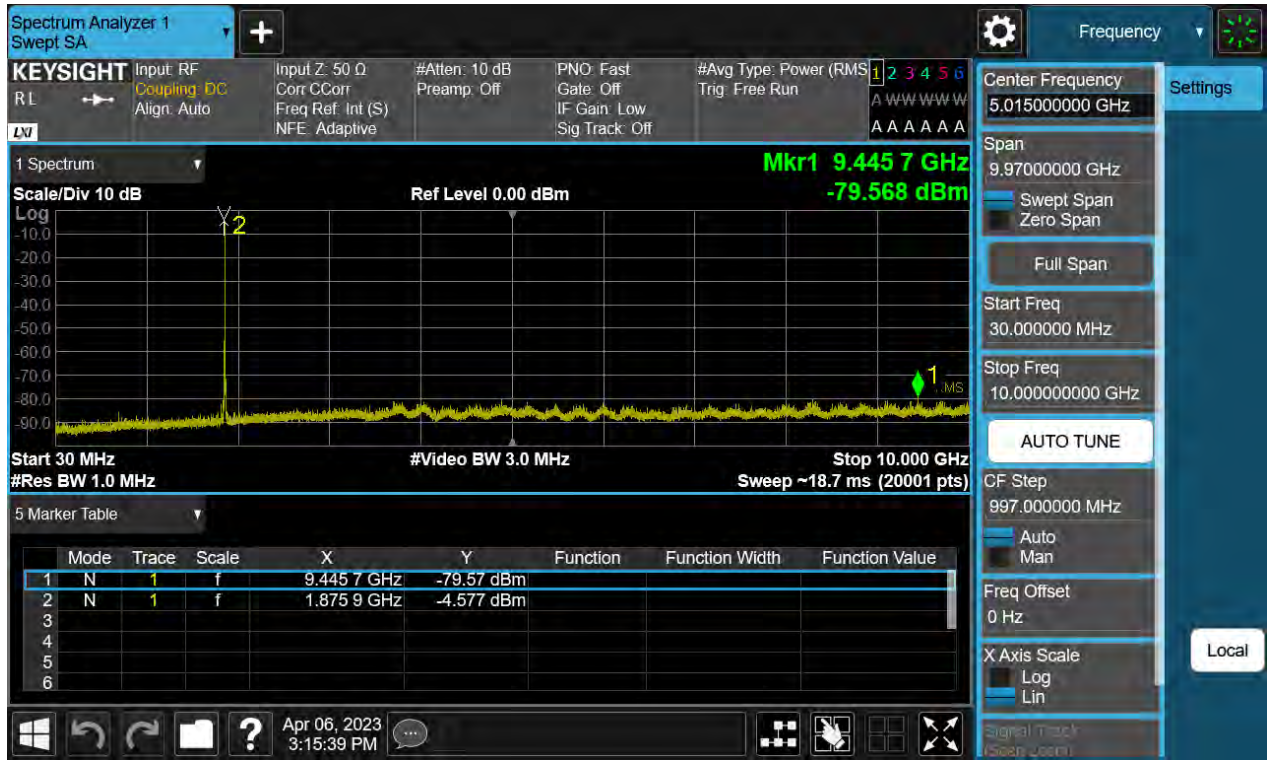 Spectrum Analyzer 1
Swept SA
+
Frequency
KEYSIGHT
RL
LXI
Input: RF
Coupling: DC
Align: Auto
Input Z: 50 Ω
Corr CCorr
Freq Ref: Int (S)
NFE: Adaptive
#Atten: 10 dB
Preamp: Off
PNO: Fast
Gate: Off
IF Gain: Low
Sig Track: Off
#Avg Type: Power (RMS
Trig: Free Run
1 2 3 4 5 6
A W W W W W
A A A A A A
1 Spectrum
Scale/Div 10 dB
Ref Level 0.00 dBm
Mkr1 9.445 7 GHz
-79.568 dBm
Log
-10.0
-20.0
-30.0
-40.0
-50.0
-60.0
-70.0
-80.0
-90.0
2
1
MS
Start 30 MHz
#Video BW 3.0 MHz
Stop 10.000 GHz
#Res BW 1.0 MHz
Sweep ~18.7 ms (20001 pts)
5 Marker Table
Mode Trace Scale X Y Function Function Width Function Value
1 N 1 f 9.445 7 GHz -79.57 dBm
2 N 1 f 1.875 9 GHz -4.577 dBm
3
4
5
6
?
Apr 06, 2023
3:15:39 PM
Center Frequency
5.015000000 GHz
Settings
Span
9.97000000 GHz
Swept Span
Zero Span
Full Span
Start Freq
30.000000 MHz
Stop Freq
10.000000000 GHz
AUTO TUNE
CF Step
997.000000 MHz
Auto
Man
Freq Offset
0 Hz
X Axis Scale
Log
Lin
Local
Signal Track
(Span Zoom)